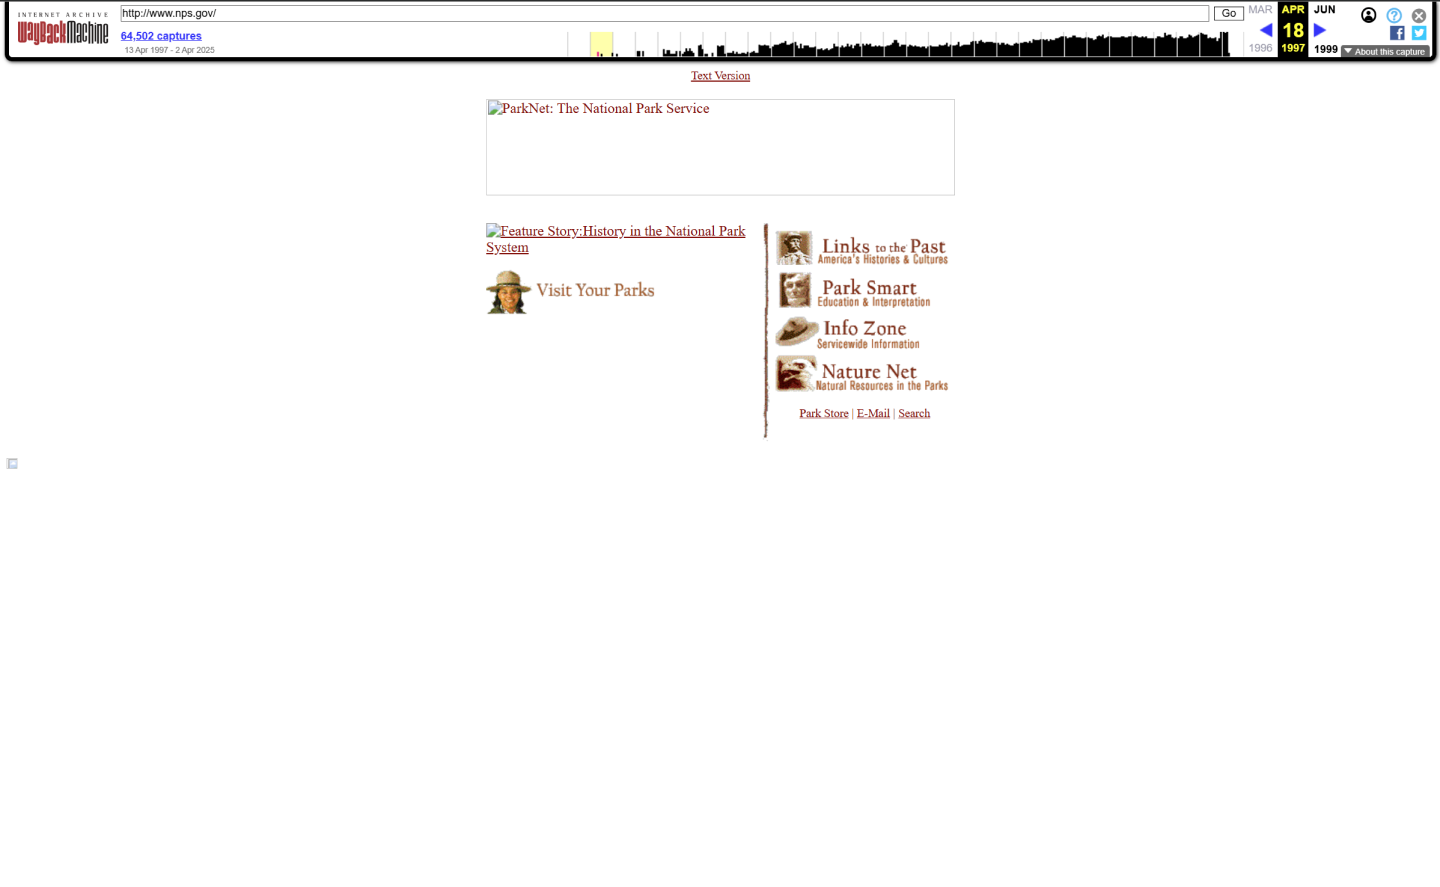 INTERNET ARCHIVE
WayBackMachine
http://www.nps.gov/
Go
64,502 captures
13 Apr 1997 - 2 Apr 2025
MAR
APR
JUN
18
1996
1997
1999
About this capture
Text Version
ParkNet: The National Park Service
Feature Story:History in the National Park
System
Visit Your Parks
Links to the Past
America's Histories & Cultures
Park Smart
Education & Interpretation
Info Zone
Servicewide Information
Nature Net
Natural Resources in the Parks
Park Store | E-Mail | Search